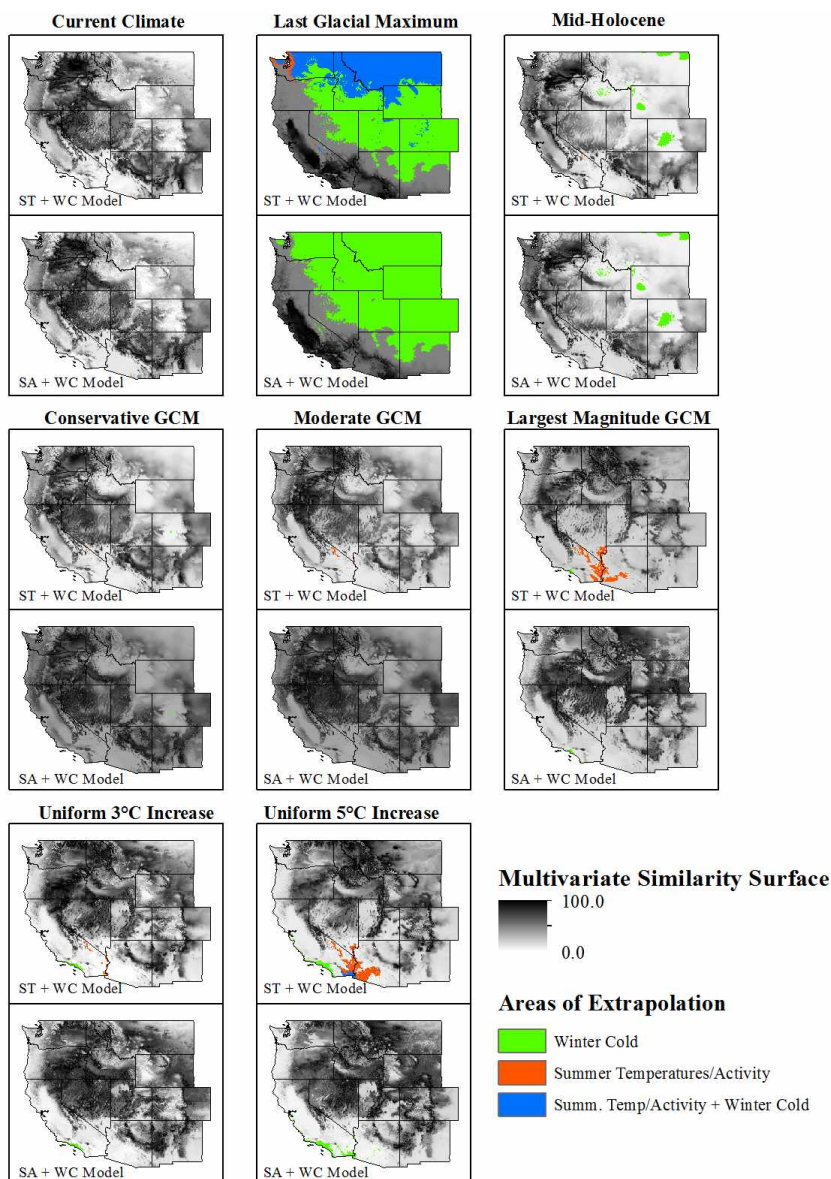 Current Climate
Last Glacial Maximum
Mid-Holocene
ST + WC Model
ST + WC Model
ST + WC Model
SA + WC Model
SA + WC Model
SA + WC Model
Conservative GCM
Moderate GCM
Largest Magnitude GCM
ST + WC Model
ST + WC Model
ST + WC Model
SA + WC Model
SA + WC Model
SA + WC Model
Uniform 3°C Increase
Uniform 5°C Increase
ST + WC Model
ST + WC Model
SA + WC Model
SA + WC Model
Multivariate Similarity Surface
100.0
0.0
Areas of Extrapolation
Winter Cold
Summer Temperatures/Activity
Summ. Temp/Activity + Winter Cold